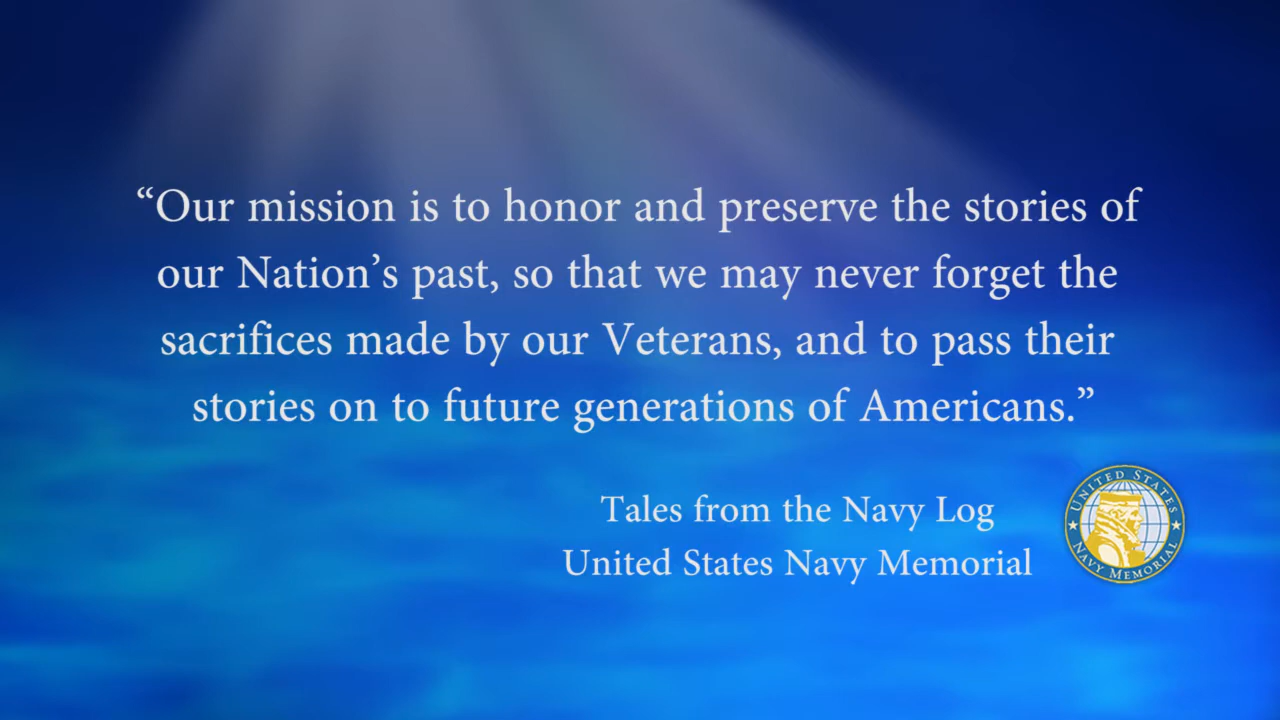 “Our mission is to honor and preserve the stories of
our Nation’s past, so that we may never forget the
sacrifices made by our Veterans, and to pass their
stories on to future generations of Americans.”
Tales from the Navy Log
United States Navy Memorial
UNITED STATES
NAVY MEMORIAL